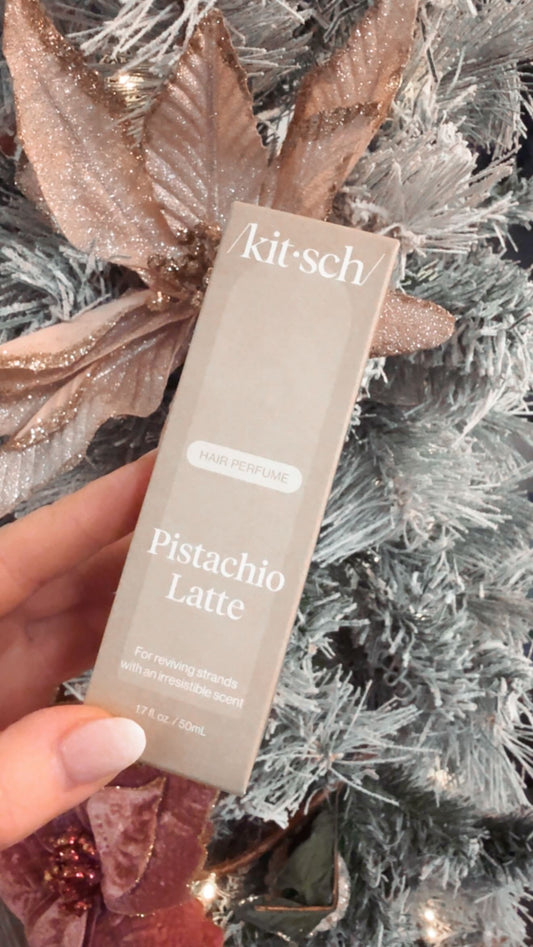 /kit·sch/
HAIR PERFUME
Pistachio
Latte
For reviving strands
with an irresistible scent
1.7 fl. oz. / 50mL